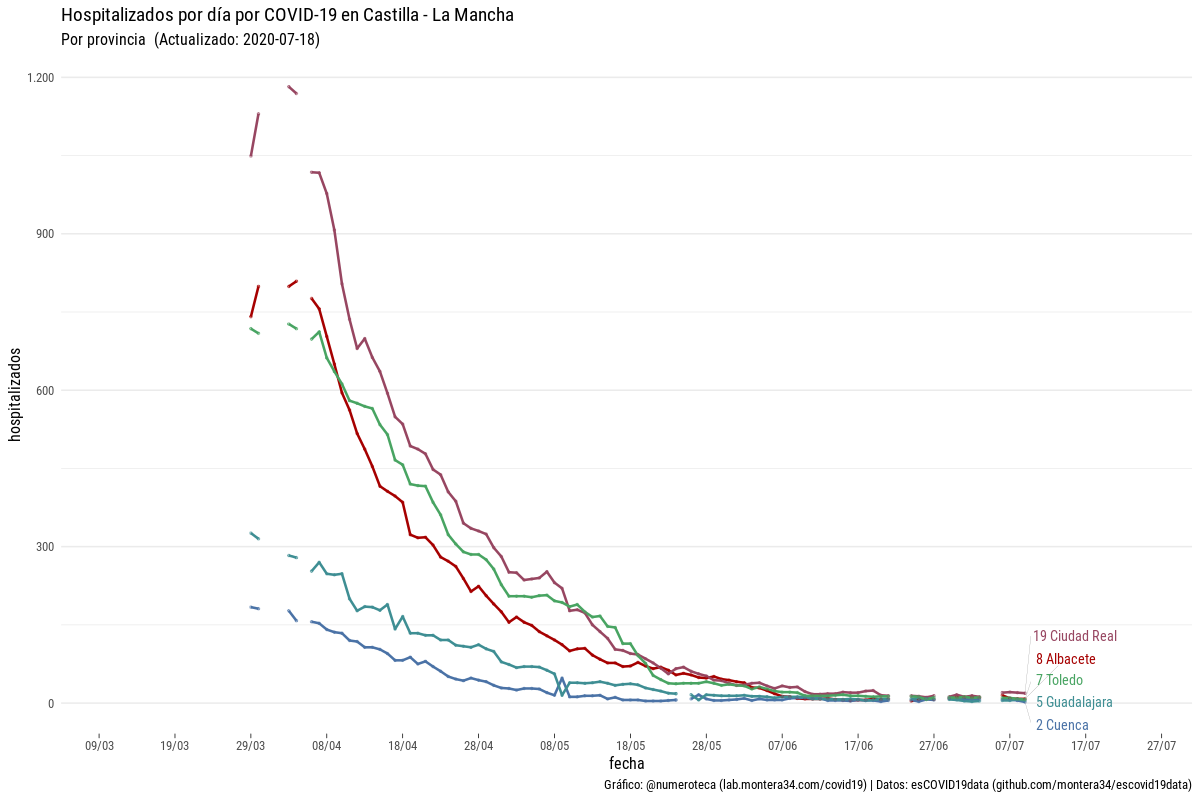 Hospitalizados por día por COVID-19 en Castilla - La Mancha
Por provincia (Actualizado: 2020-07-18)
hospitalizados
1.200
900
600
300
0
19 Ciudad Real
8 Albacete
7 Toledo
5 Guadalajara
2 Cuenca
09/03 19/03 29/03 08/04 18/04 28/04 08/05 18/05 28/05 07/06 17/06 27/06 07/07 17/07 27/07
fecha
Gráfico: @numeroteca (lab.montera34.com/covid19) | Datos: esCOVID19data (github.com/montera34/escovid19data)